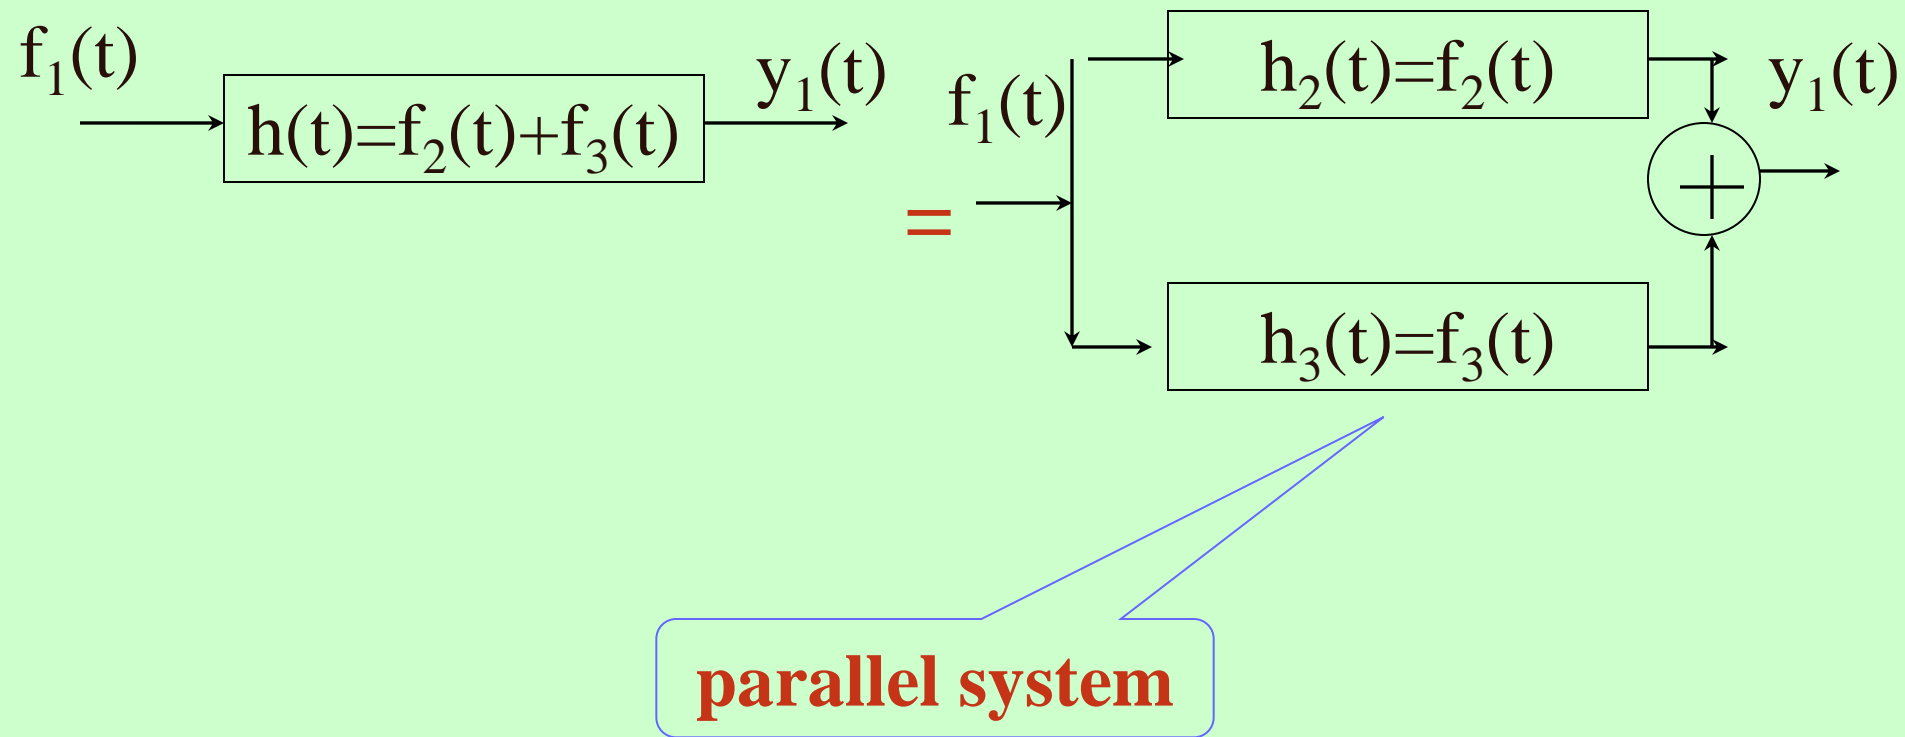 f₁(t)
h(t)=f₂(t)+f₃(t)
y₁(t)
=
f₁(t)
h₂(t)=f₂(t)
y₁(t)
+
h₃(t)=f₃(t)
parallel system